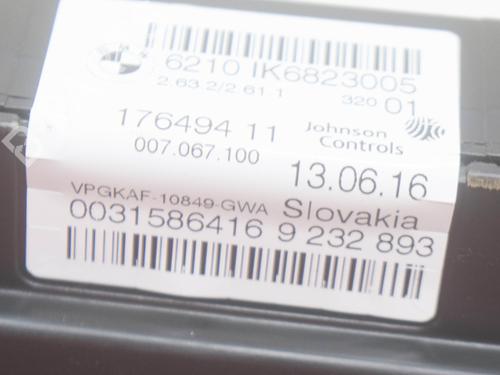 6210 IK6823005
2.63 2/2 61.1 320 01
176494 11 Johnson Controls
007.067.100
13.06.16
VPGKAF-10849-GWA Slovakia
0031586416 9 232 893